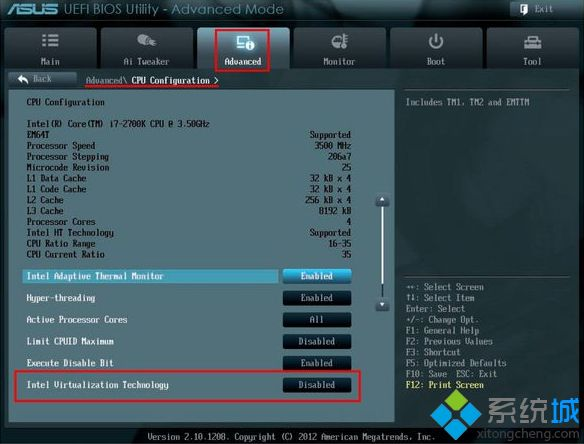 ASUS UEFI BIOS Utility - Advanced Mode
Exit
Main
Ai Tweaker
Advanced
Monitor
Boot
Tool
Back
Advanced\ CPU Configuration >
CPU Configuration
Includes TM1, TM2 and EMTTM
Intel(R) Core(TM) i7-2700K CPU @ 3.50GHz
EM64T Supported
Processor Speed 3500 MHz
Processor Stepping 206a7
Microcode Revision 25
L1 Data Cache 32 kB x 4
L1 Code Cache 32 kB x 4
L2 Cache 256 kB x 4
L3 Cache 8192 kB
Processor Cores 4
Intel HT Technology Supported
CPU Ratio Range 16-35
CPU Current Ratio 35
Intel Adaptive Thermal Monitor Enabled
Hyper-threading Enabled
Active Processor Cores All
Limit CPUID Maximum Disabled
Execute Disable Bit Enabled
Intel Virtualization Technology Disabled
→←: Select Screen
↑↓: Select Item
Enter: Select
+/-: Change Opt.
F1: General Help
F2: Previous Values
F3: Shortcut
F5: Optimized Defaults
F10: Save ESC: Exit
F12: Print Screen
Version 2.10.1208. Copyright (C) 2012 American Megatrends, Inc.
系统城
xitongcheng.com